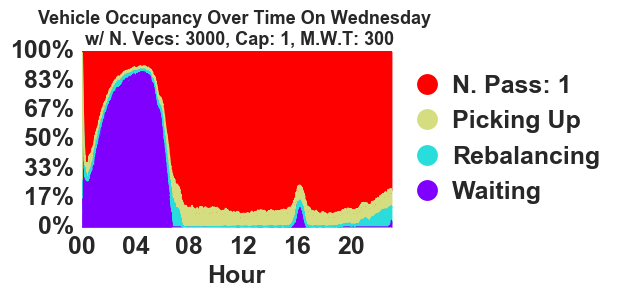 Vehicle Occupancy Over Time On Wednesday
w/ N. Vecs: 3000, Cap: 1, M.W.T: 300
100%
83%
67%
50%
33%
17%
0%
00 04 08 12 16 20
Hour
N. Pass: 1
Picking Up
Rebalancing
Waiting